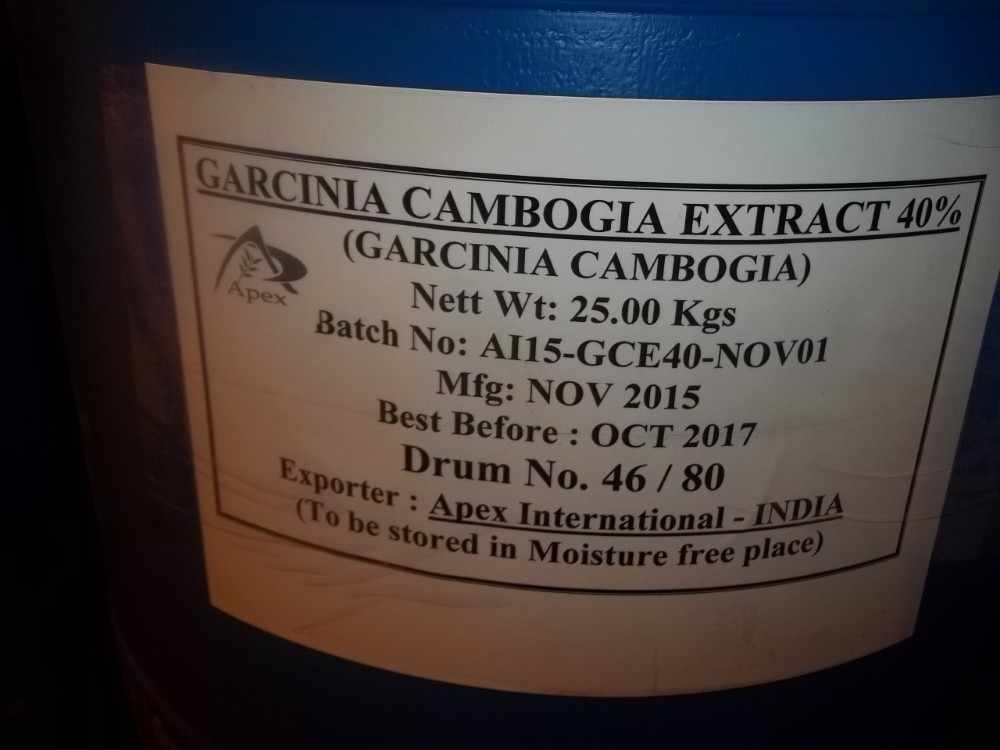 GARCINIA CAMBOGIA EXTRACT 40%
(GARCINIA CAMBOGIA)
Apex
Nett Wt: 25.00 Kgs
Batch No: AI15-GCE40-NOV01
Mfg: NOV 2015
Best Before : OCT 2017
Drum No. 46 / 80
Exporter : Apex International - INDIA
(To be stored in Moisture free place)